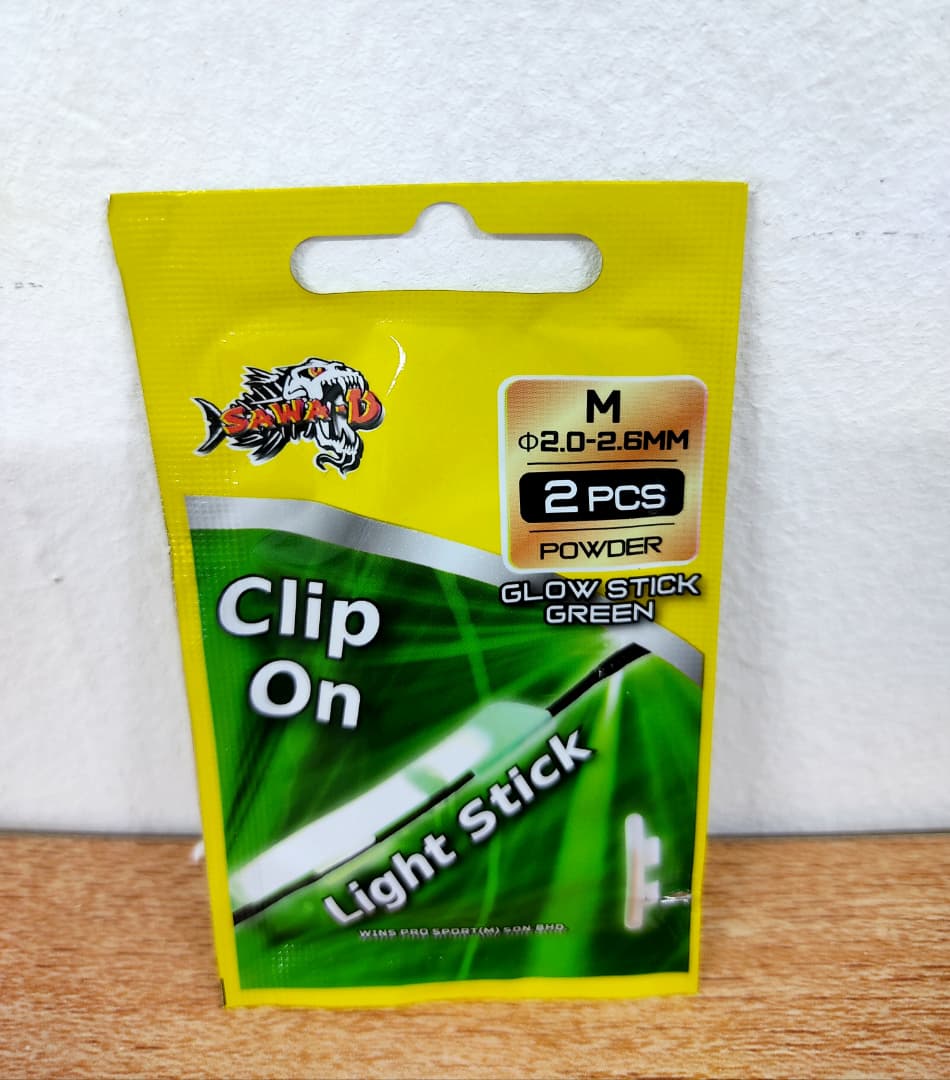 SAWA-D
M
Φ2.0-2.6MM
2 PCS
POWDER
GLOW STICK
GREEN
Clip
On
Light Stick
WINS PRO SPORT(M) SDN BHD.